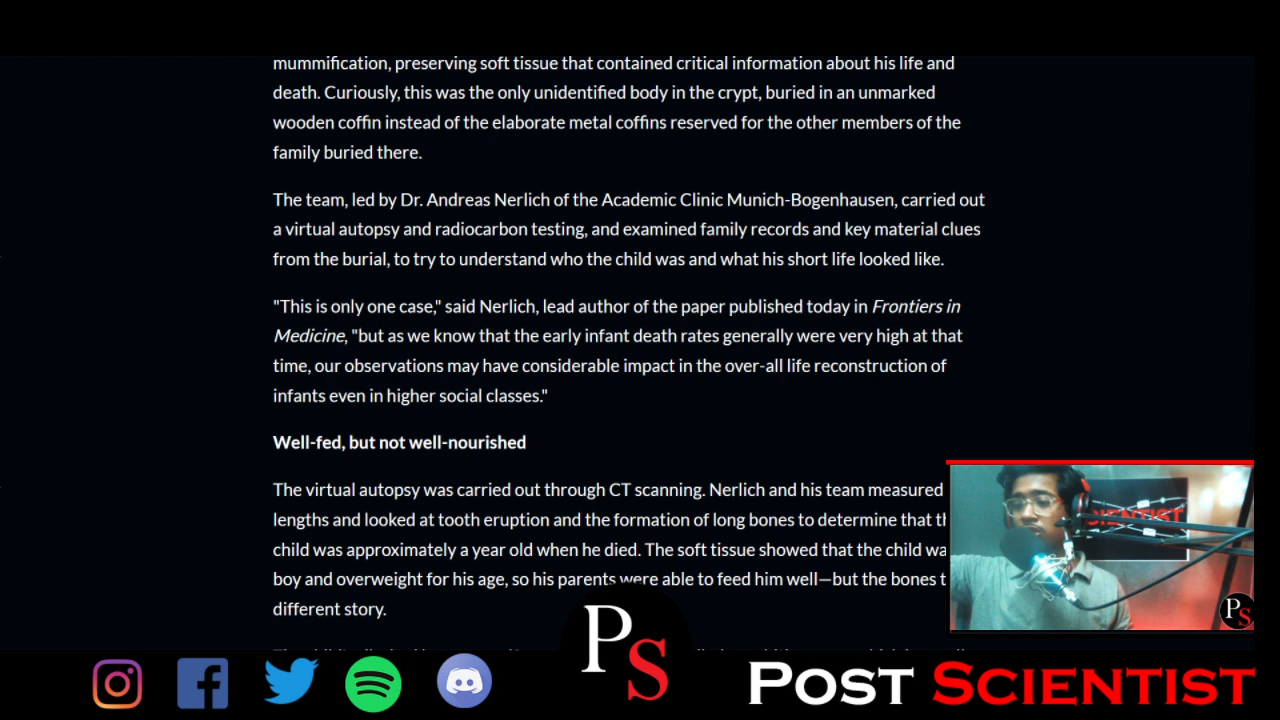 mummification, preserving soft tissue that contained critical information about his life and
death. Curiously, this was the only unidentified body in the crypt, buried in an unmarked
wooden coffin instead of the elaborate metal coffins reserved for the other members of the
family buried there.
The team, led by Dr. Andreas Nerlich of the Academic Clinic Munich-Bogenhausen, carried out
a virtual autopsy and radiocarbon testing, and examined family records and key material clues
from the burial, to try to understand who the child was and what his short life looked like.
"This is only one case," said Nerlich, lead author of the paper published today in Frontiers in
Medicine, "but as we know that the early infant death rates generally were very high at that
time, our observations may have considerable impact in the over-all life reconstruction of
infants even in higher social classes."
Well-fed, but not well-nourished
The virtual autopsy was carried out through CT scanning. Nerlich and his team measured
lengths and looked at tooth eruption and the formation of long bones to determine that
child was approximately a year old when he died. The soft tissue showed that the child
boy and overweight for his age, so his parents were able to feed him well—but the bones
different story.
PS
PS
POST SCIENTIST